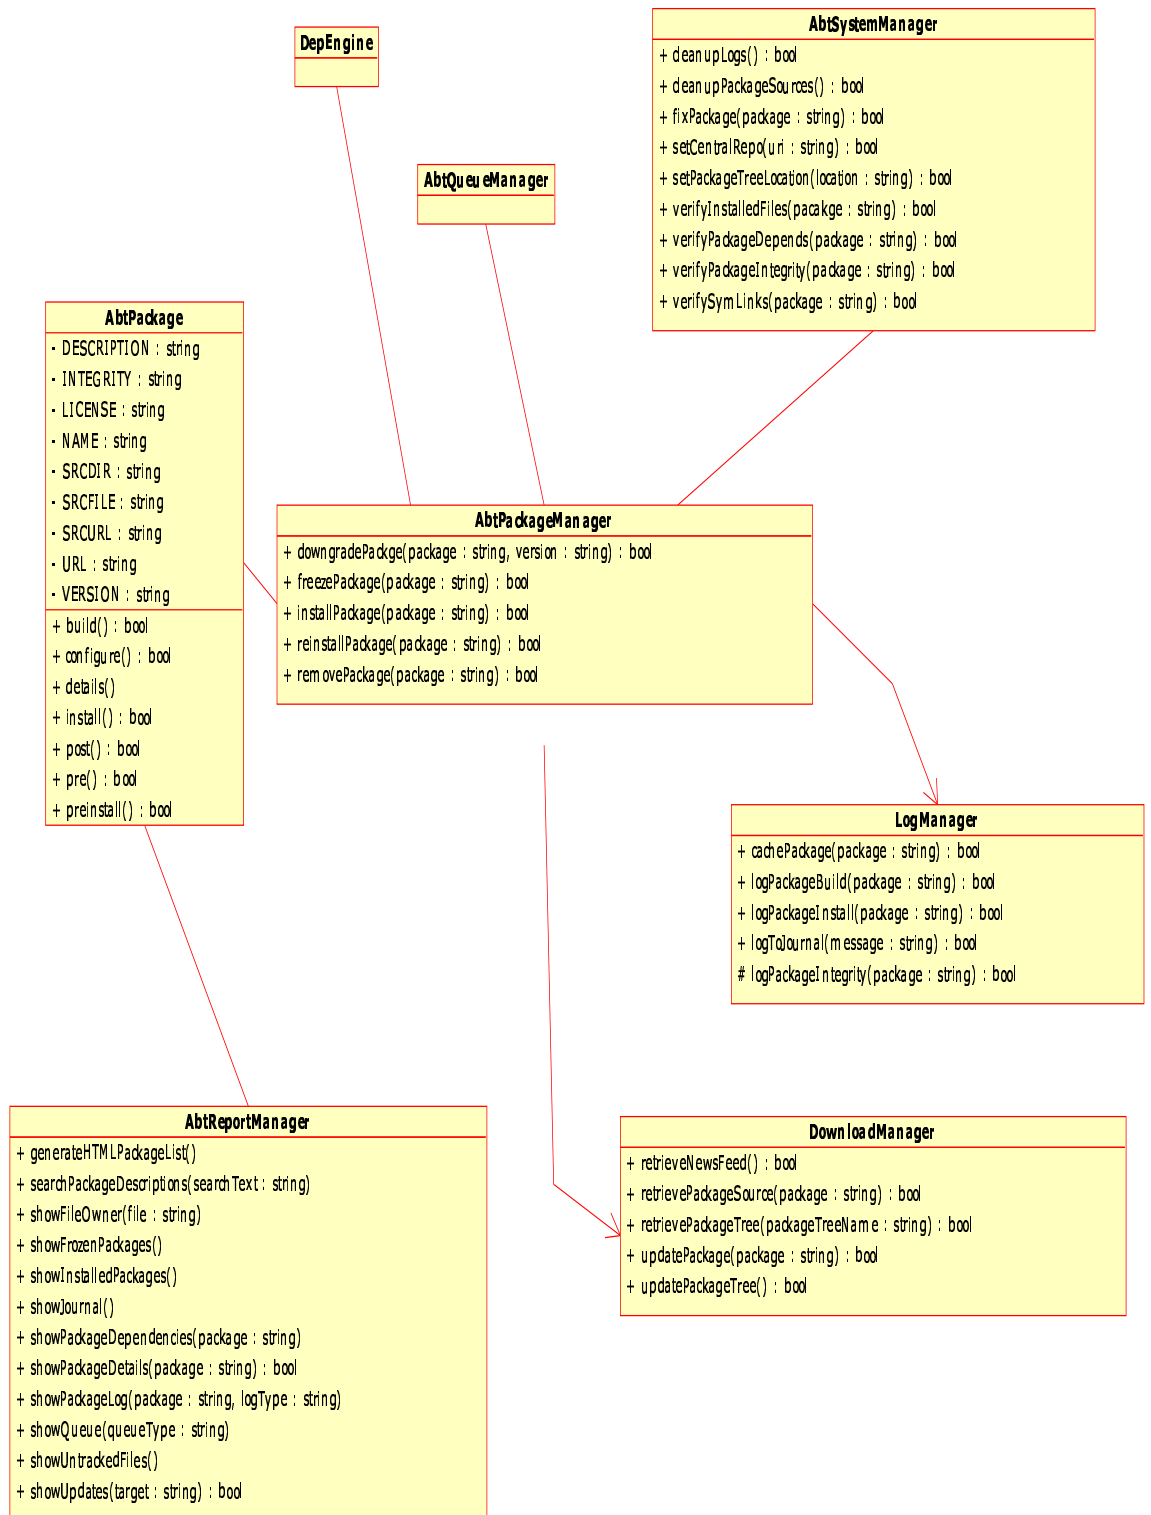 DepEngine
AbtSystemManager
+ cleanupLogs() : bool
+ cleanupPackageSources() : bool
+ fixPackage(package : string) : bool
+ setCentralRepo(uri : string) : bool
+ setPackageTreeLocation(location : string) : bool
+ verifyInstalledFiles(pacakge : string) : bool
+ verifyPackageDepends(package : string) : bool
+ verifyPackageIntegrity(package : string) : bool
+ verifySymLinks(package : string) : bool
AbtQueueManager
AbtPackage
- DESCRIPTION : string
- INTEGRITY : string
- LICENSE : string
- NAME : string
- SRCDIR : string
- SRCFILE : string
- SRCURL : string
- URL : string
- VERSION : string
+ build() : bool
+ configure() : bool
+ details()
+ install() : bool
+ post() : bool
+ pre() : bool
+ preinstall() : bool
AbtPackageManager
+ downgradePackge(package : string, version : string) : bool
+ freezePackage(package : string) : bool
+ installPackage(package : string) : bool
+ reinstallPackage(package : string) : bool
+ removePackage(package : string) : bool
LogManager
+ cachePackage(package : string) : bool
+ logPackageBuild(package : string) : bool
+ logPackageInstall(package : string) : bool
+ logToJournal(message : string) : bool
# logPackageIntegrity(package : string) : bool
AbtReportManager
+ generateHTMLPackageList()
+ searchPackageDescriptions(searchText : string)
+ showFileOwner(file : string)
+ showFrozenPackages()
+ showInstalledPackages()
+ showJournal()
+ showPackageDependencies(package : string)
+ showPackageDetails(package : string) : bool
+ showPackageLog(package : string, logType : string)
+ showQueue(queueType : string)
+ showUntrackedFiles()
+ showUpdates(target : string) : bool
DownloadManager
+ retrieveNewsFeed() : bool
+ retrievePackageSource(package : string) : bool
+ retrievePackageTree(packageTreeName : string) : bool
+ updatePackage(package : string) : bool
+ updatePackageTree() : bool